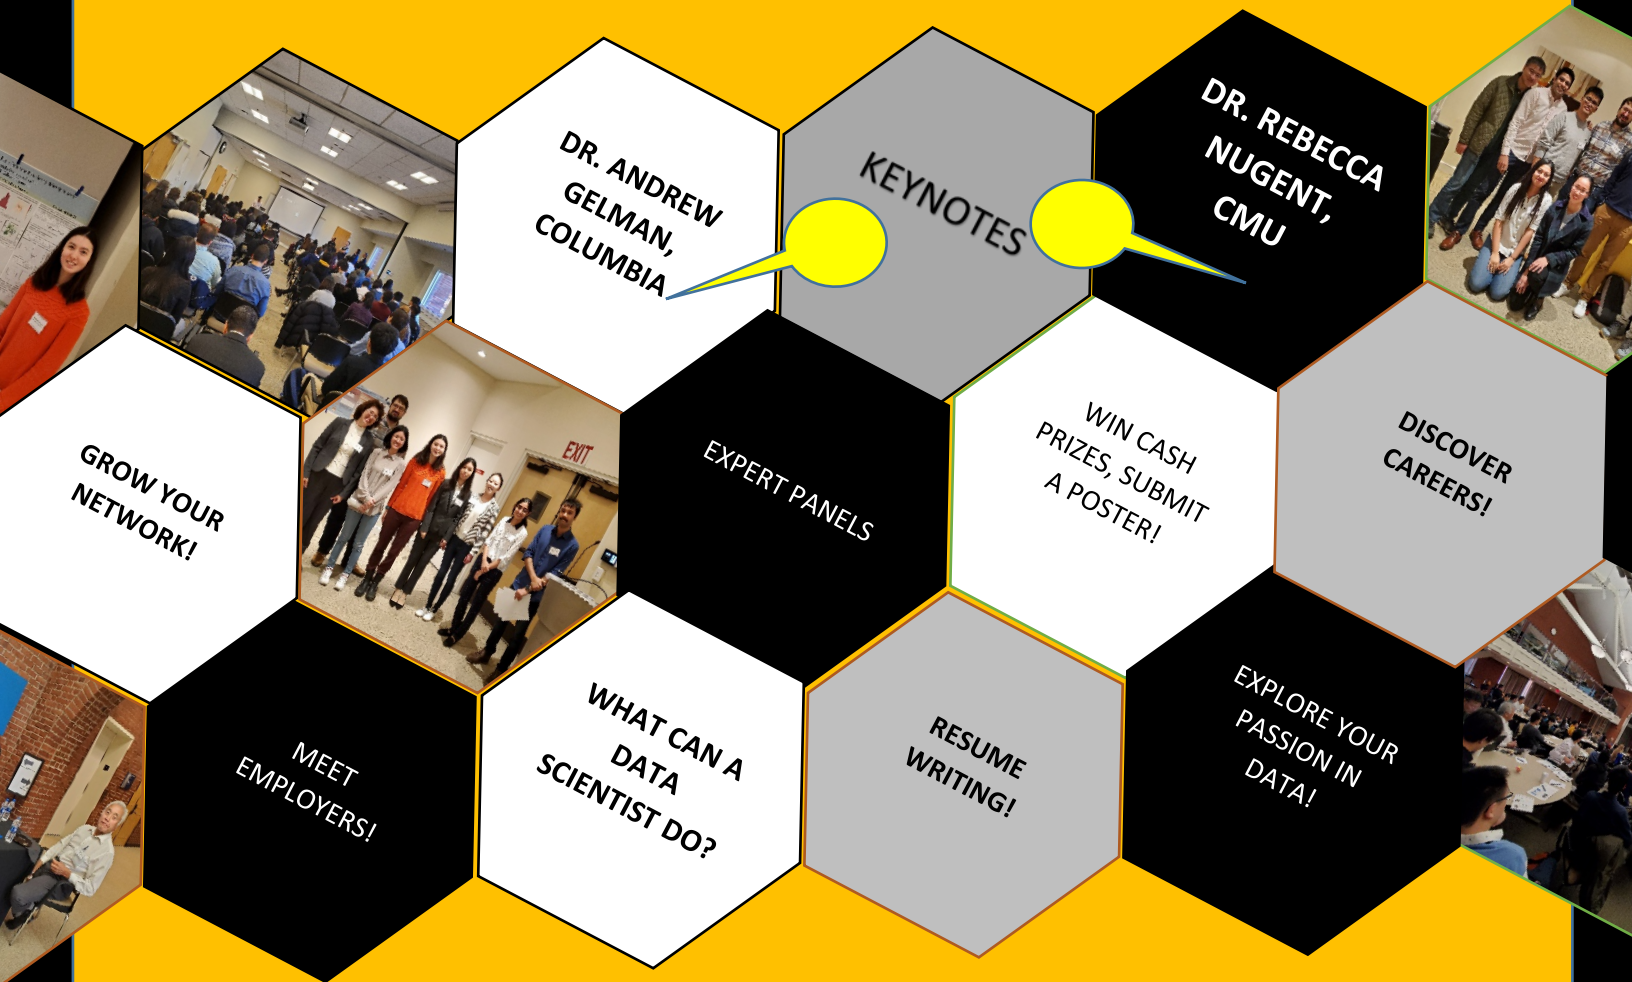 DR. ANDREW
GELMAN,
COLUMBIA
KEYNOTES
DR. REBECCA
NUGENT,
CMU
GROW YOUR
NETWORK!
EXIT
EXPERT PANELS
WIN CASH
PRIZES, SUBMIT
A POSTER!
DISCOVER
CAREERS!
MEET
EMPLOYERS!
WHAT CAN A
DATA
SCIENTIST DO?
RESUME
WRITING!
EXPLORE YOUR
PASSION IN
DATA!